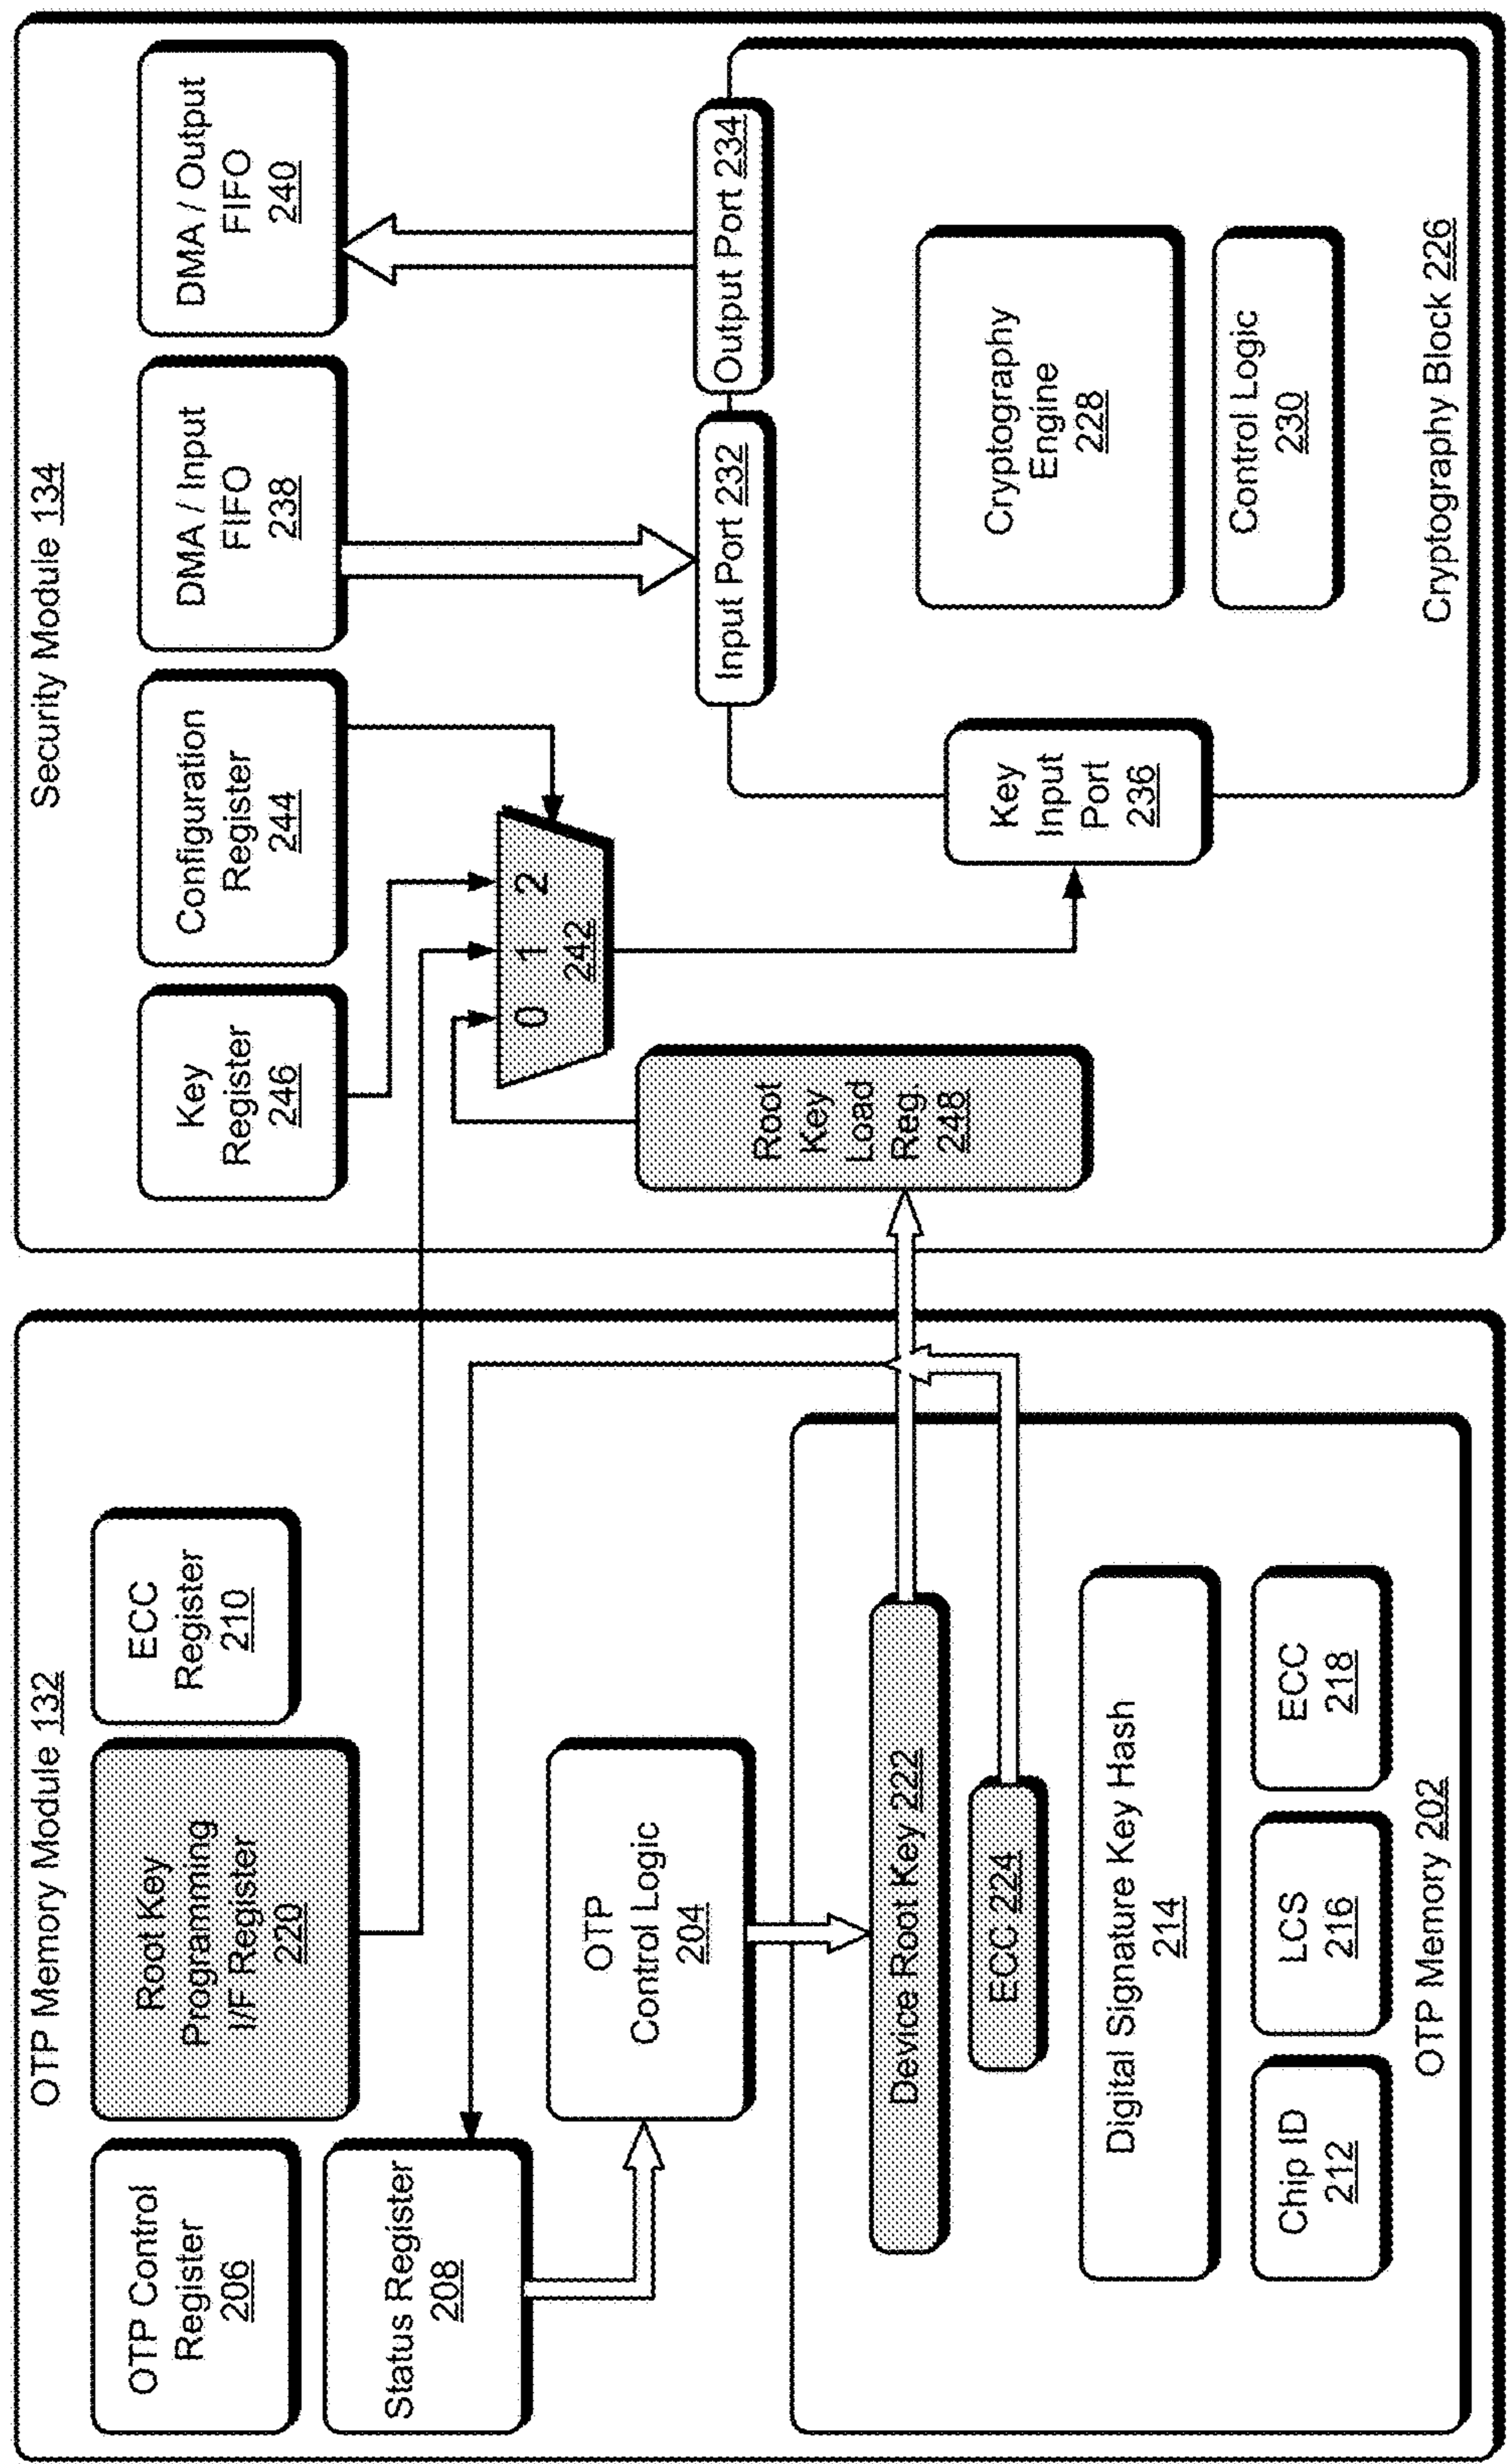 OTP Memory Module 132
OTP Control
Register
206
Root Key
Programming
I/F Register
220
ECC
Register
210
Status Register
208
OTP
Control Logic
204
Device Root Key 222
ECC 224
Digital Signature Key Hash
214
Chip ID
212
LCS
216
ECC
218
OTP Memory 202
Security Module 134
Key
Register
246
Configuration
Register
244
DMA / Input
FIFO
238
DMA / Output
FIFO
240
0 1 2
242
Root
Key
Load
Reg.
248
Input Port 232
Output Port 234
Key
Input
Port
236
Cryptography
Engine
228
Control Logic
230
Cryptography Block 226